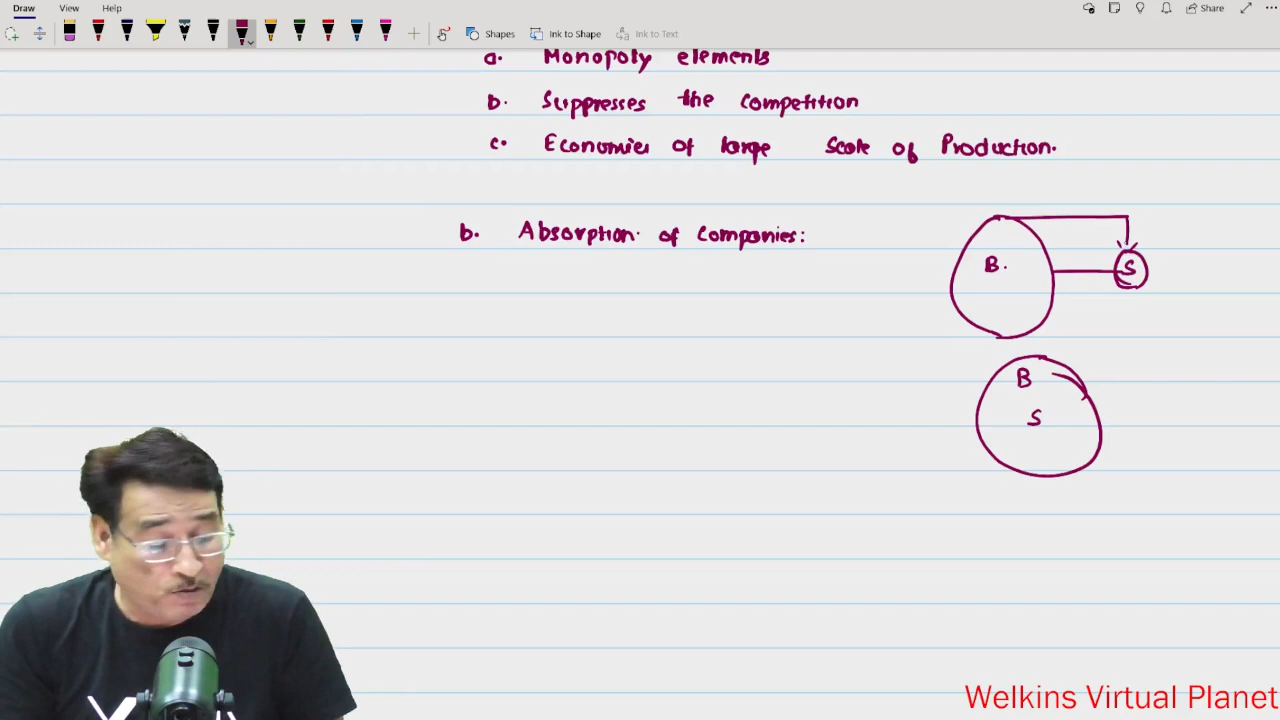 Draw View Help
Share
Shapes Ink to Shape Ink to Text
a. Monopoly elements
b. Suppresses the competition
c. Economies of large Scale of Production.
b. Absorption of Companies:
B. S
B
S
Welkins Virtual Planet